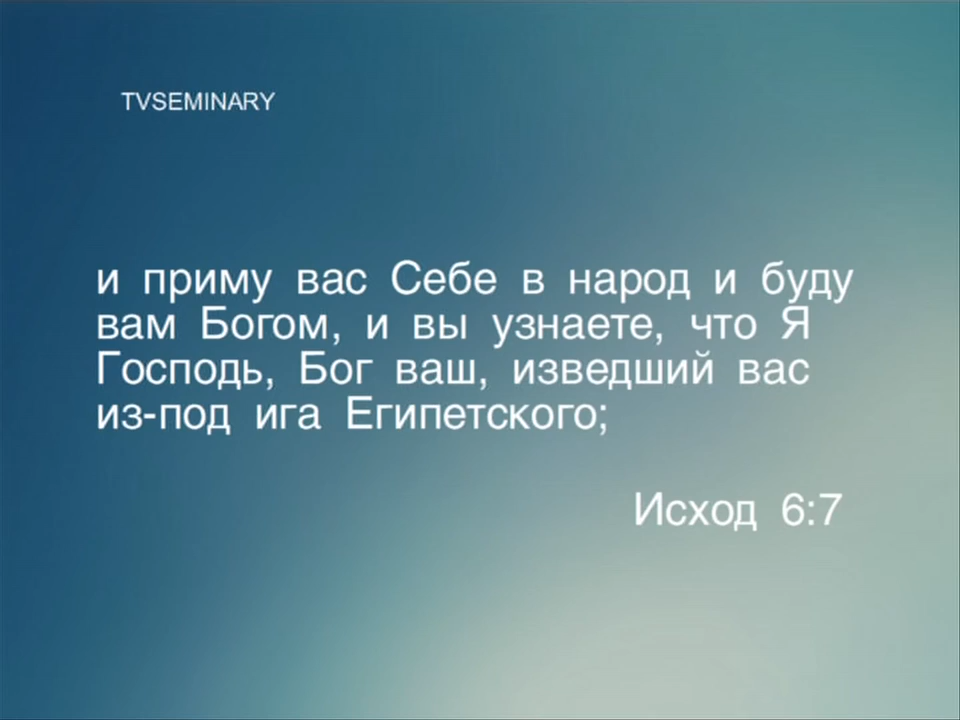 TVSEMINARY
и приму вас Себе в народ и буду
вам Богом, и вы узнаете, что Я
Господь, Бог ваш, изведший вас
из-под ига Египетского;
Исход 6:7